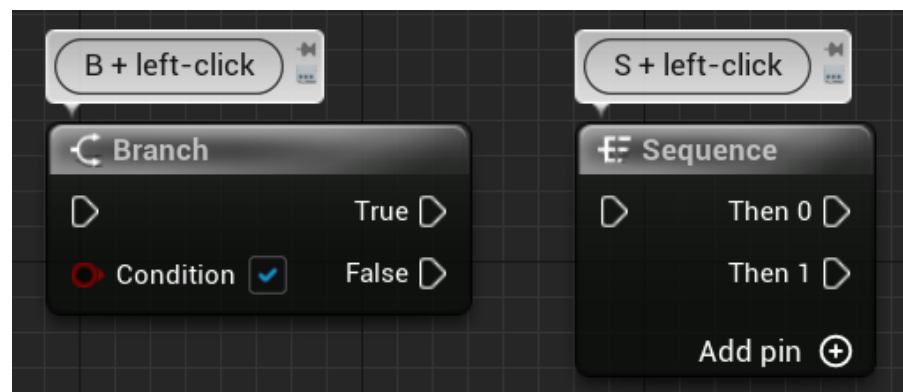 B + left-click
S + left-click
Branch
Sequence
True
Then 0
Condition
False
Then 1
Add pin